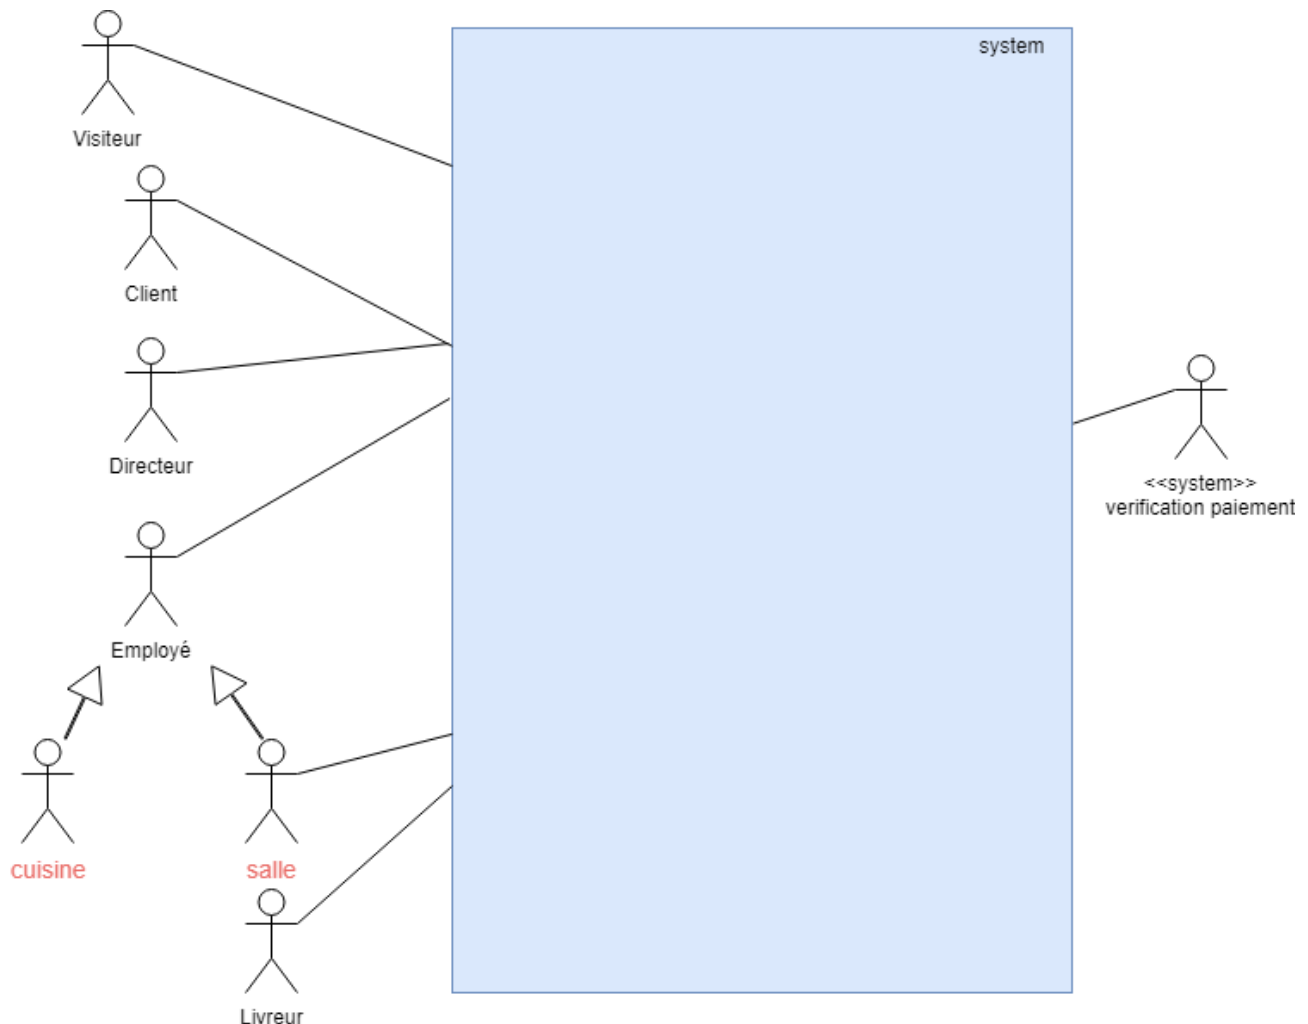 system
Visiteur
Client
Directeur
<<system>>
verification paiement
Employé
cuisine
salle
Livreur